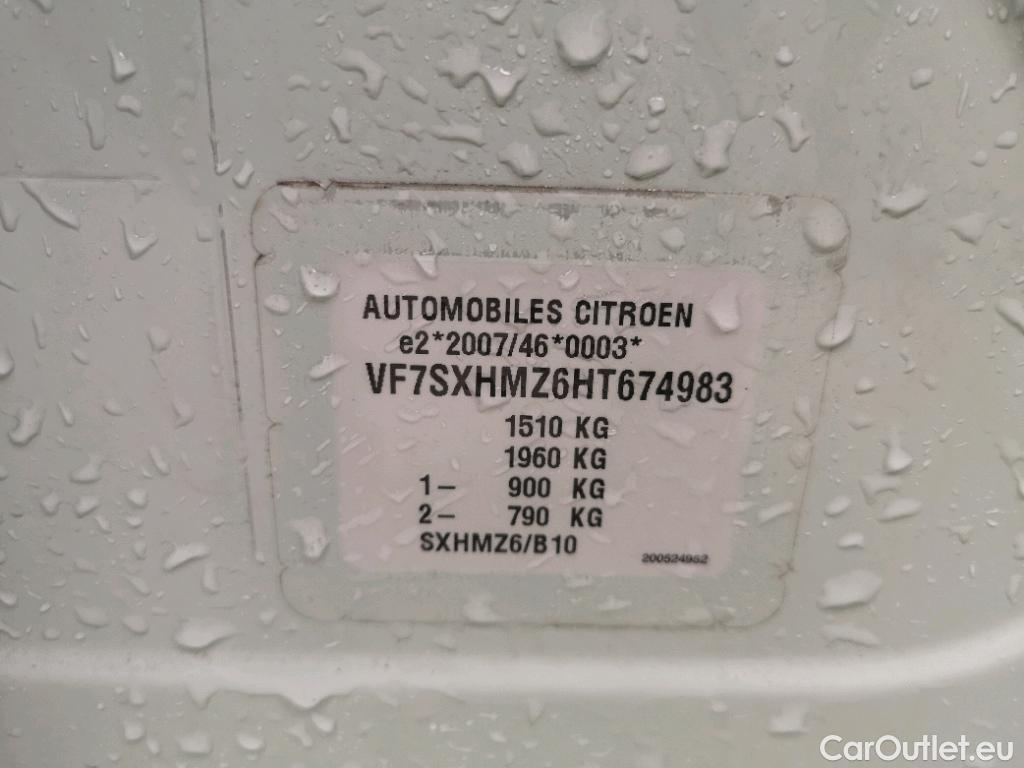 AUTOMOBILES CITROEN
e2*2007/46*0003*
VF7SXHMZ6HT674983
1510 KG
1960 KG
1- 900 KG
2- 790 KG
SXHMZ6/B10
200524952
CarOutlet.eu